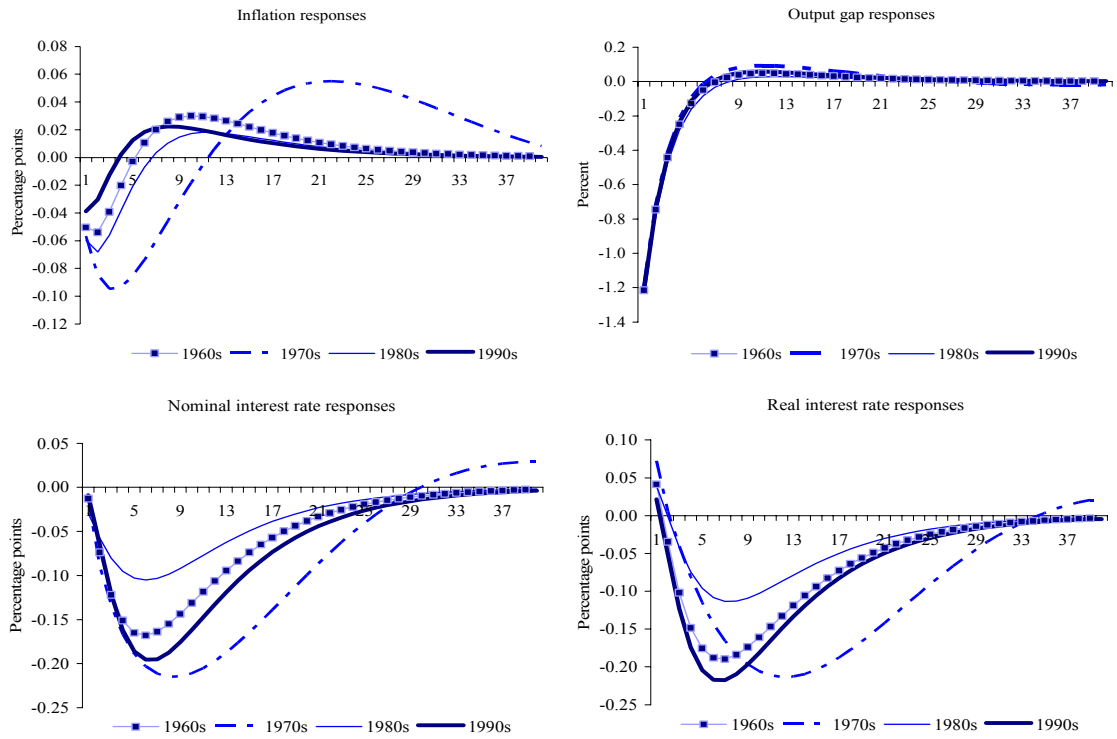 Inflation responses
0.08
0.06
0.04
0.02
0.00
-0.02
-0.04
-0.06
-0.08
-0.10
-0.12
Percentage points
1 5 9 13 17 21 25 29 33 37
1960s 1970s 1980s 1990s
Output gap responses
0.2
0.0
-0.2
-0.4
-0.6
-0.8
-1.0
-1.2
-1.4
Percent
1 5 9 13 17 21 25 29 33 37
1960s 1970s 1980s 1990s
Nominal interest rate responses
0.05
0.00
-0.05
-0.10
-0.15
-0.20
-0.25
Percentage points
1 5 9 13 17 21 25 29 33 37
1960s 1970s 1980s 1990s
Real interest rate responses
0.10
0.05
0.00
-0.05
-0.10
-0.15
-0.20
-0.25
Percentage points
1 5 9 13 17 21 25 29 33 37
1960s 1970s 1980s 1990s